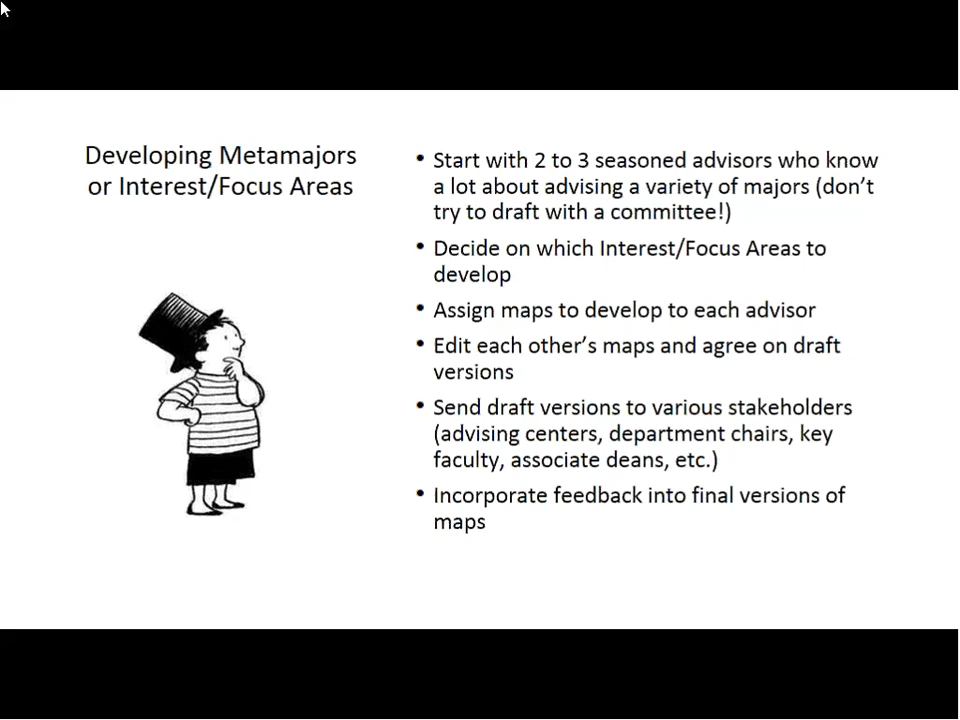 Developing Metamajors
or Interest/Focus Areas
• Start with 2 to 3 seasoned advisors who know
a lot about advising a variety of majors (don’t
try to draft with a committee!)
• Decide on which Interest/Focus Areas to
develop
• Assign maps to develop to each advisor
• Edit each other’s maps and agree on draft
versions
• Send draft versions to various stakeholders
(advising centers, department chairs, key
faculty, associate deans, etc.)
• Incorporate feedback into final versions of
maps